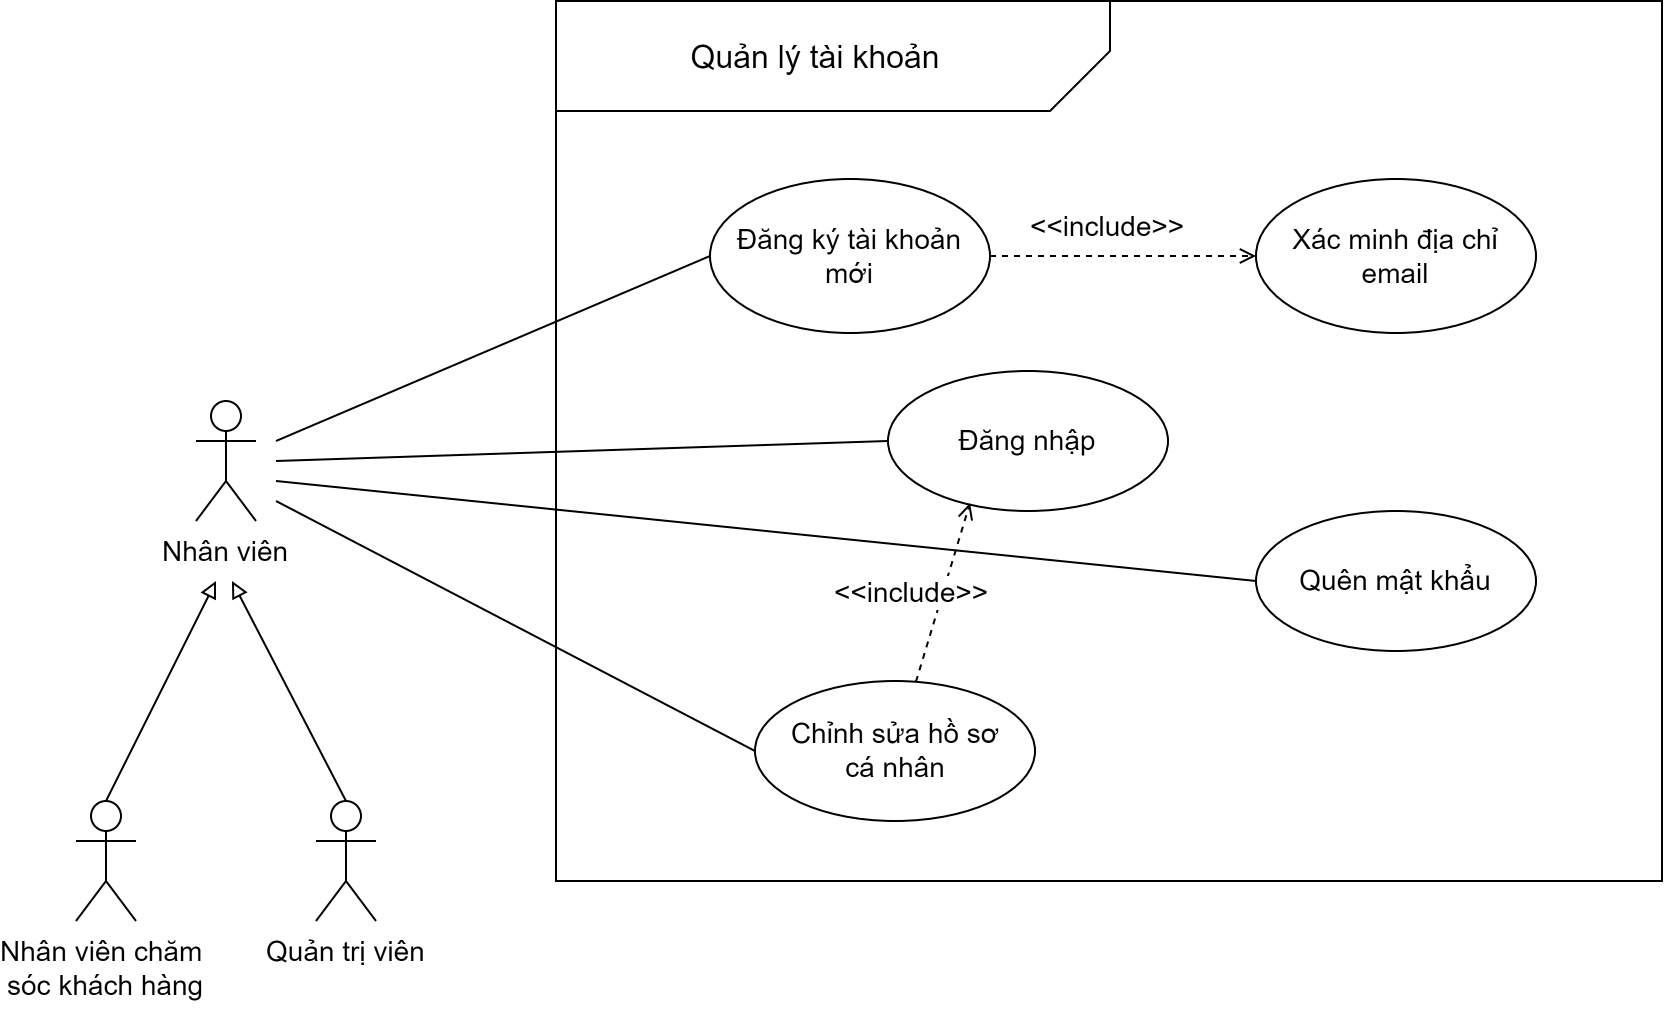 Quản lý tài khoản
Đăng ký tài khoản
mới
<<include>>
Xác minh địa chỉ
email
Đăng nhập
Nhân viên
<<include>>
Quên mật khẩu
Chỉnh sửa hồ sơ
cá nhân
Nhân viên chăm
sóc khách hàng
Quản trị viên